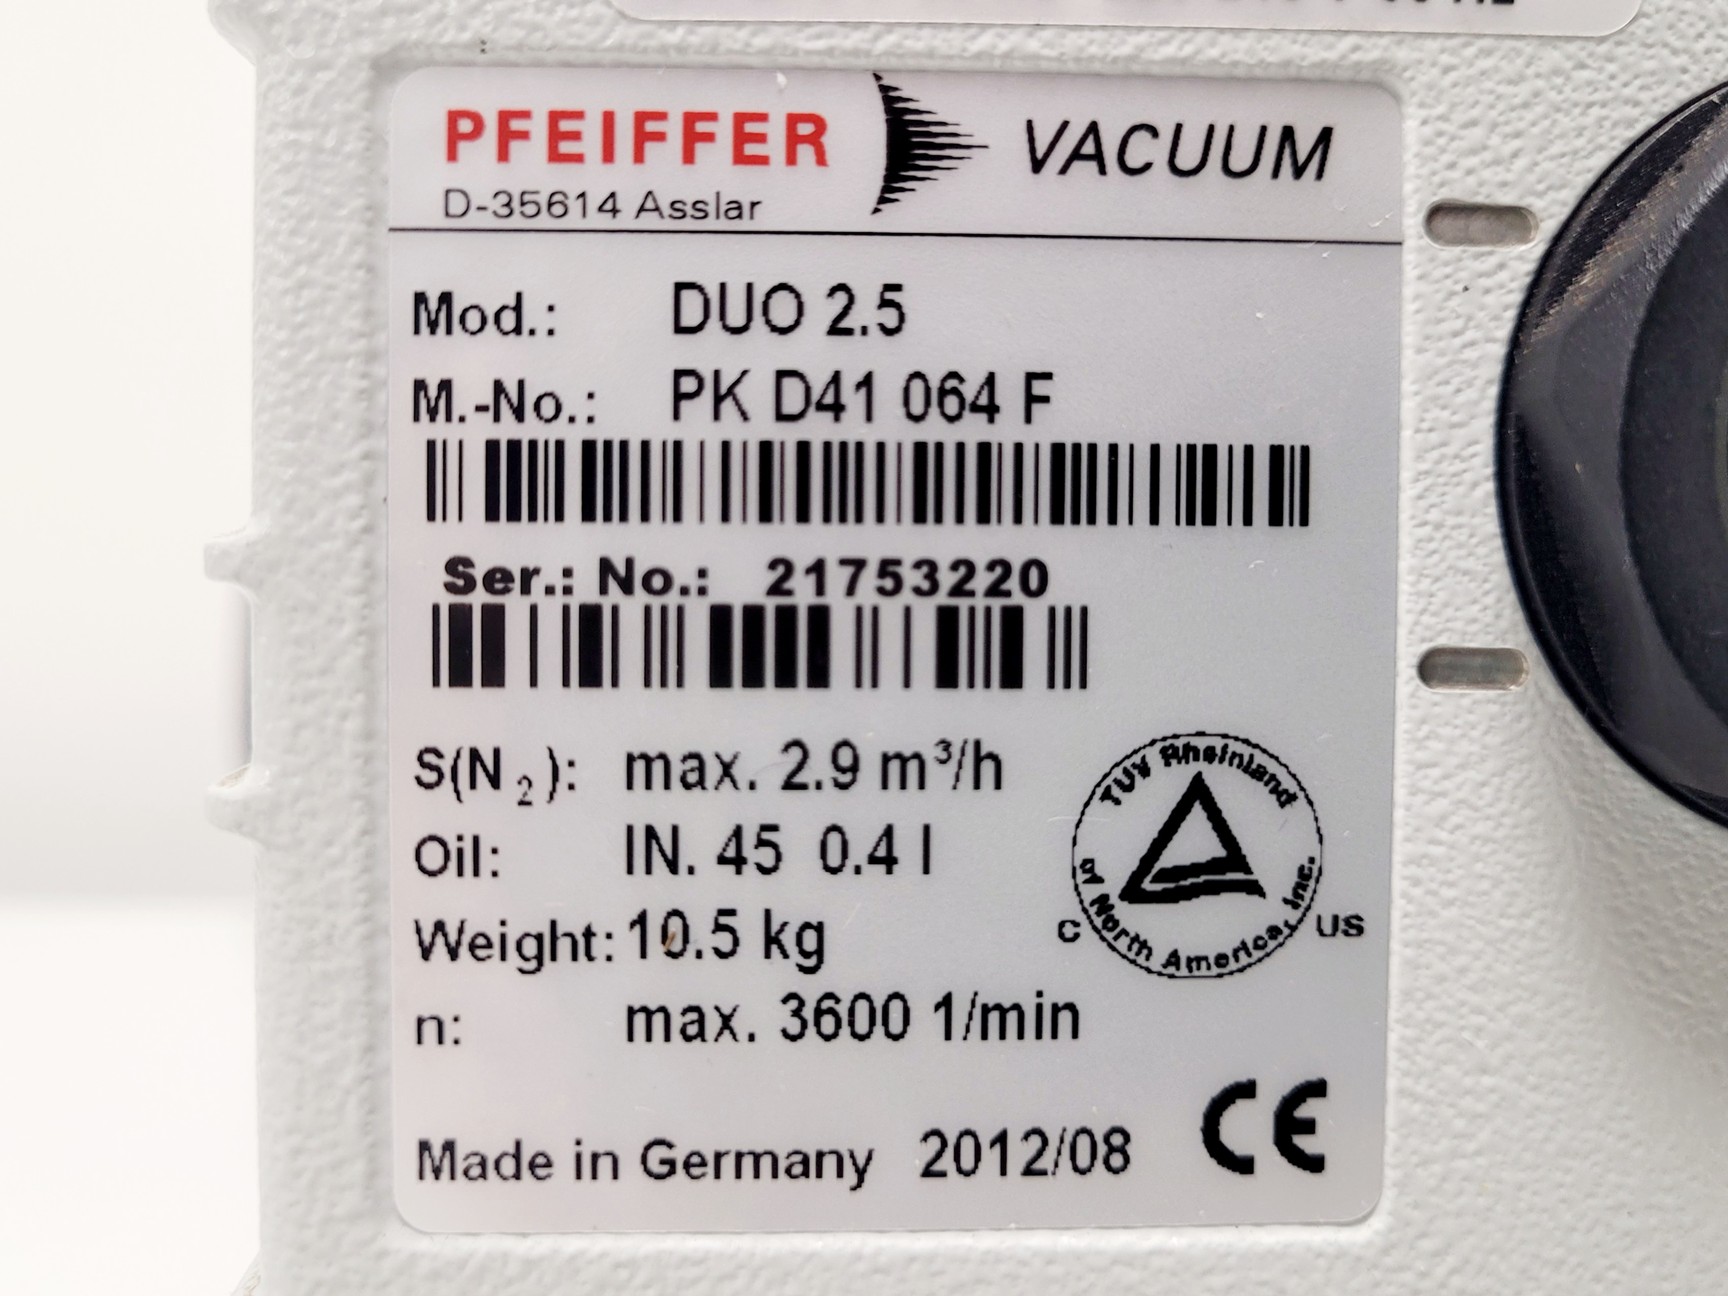 PFEIFFER VACUUM
D-35614 Asslar
Mod.: DUO 2.5
M.-No.: PK D41 064 F
Ser.: No.: 21753220
S(N₂): max. 2.9 m³/h
Oil: IN. 45 0.4 l
Weight: 10.5 kg
n: max. 3600 1/min
TUV Rheinland
of North America, Inc.
C US
Made in Germany 2012/08 CE